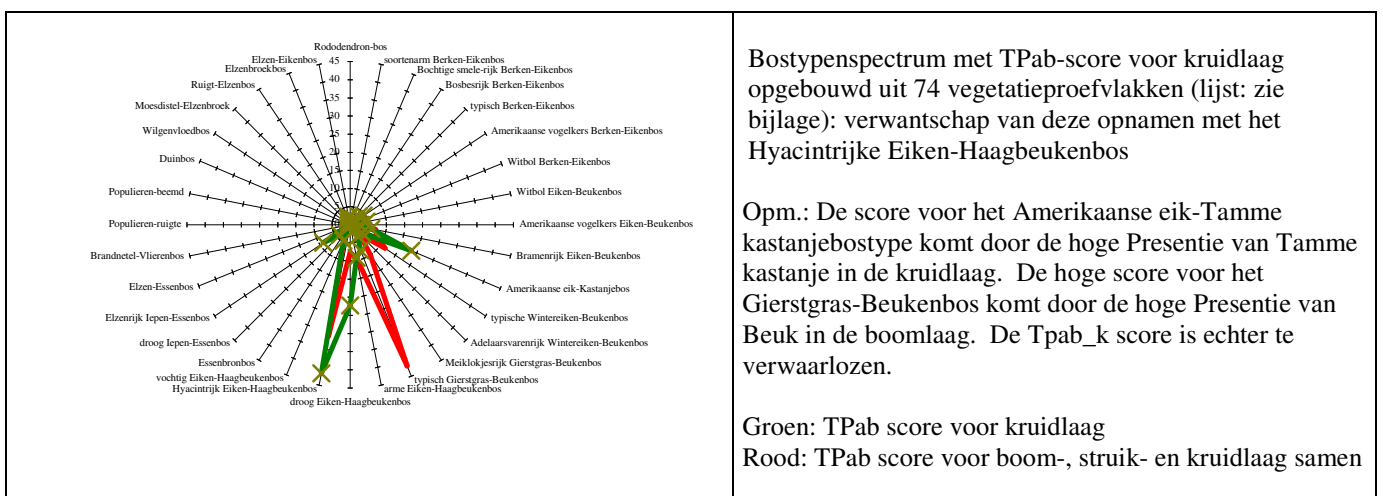 Rododendron-bos
soortenarm Berken-Eikenbos
Bochtige smele-rijk Berken-Eikenbos
Bosbesrijk Berken-Eikenbos
typisch Berken-Eikenbos
Amerikaanse vogelkers Berken-Eikenbos
Witbol Berken-Eikenbos
Witbol Eiken-Beukenbos
Amerikaanse vogelkers Eiken-Beukenbos
Bramenrijk Eiken-Beukenbos
Amerikaanse eik-Kastanjebos
typische Wintereiken-Beukenbos
Adelaarsvarenrijk Wintereiken-Beukenbos
Meiklokjesrijk Gierstgras-Beukenbos
typisch Gierstgras-Beukenbos
arme Eiken-Haagbeukenbos
droog Eiken-Haagbeukenbos
Hyacintrijk Eiken-Haagbeukenbos
vochtig Eiken-Haagbeukenbos
Essenbronbos
droog Iepen-Essenbos
Elzenrijk Iepen-Essenbos
Elzen-Essenbos
Brandnetel-Vlierenbos
Populieren-ruigte
Populieren-beemd
Duinbos
Wilgenvloedbos
Moesdistel-Elzenbroek
Ruigt-Elzenbos
Elzenbroekbos
Elzen-Eikenbos
45
40
35
30
25
20
15
10
Bostypenspectrum met TPab-score voor kruidlaag
opgebouwd uit 74 vegetatieproefvlakken (lijst: zie
bijlage): verwantschap van deze opnamen met het
Hyacintrijke Eiken-Haagbeukenbos
Opm.: De score voor het Amerikaanse eik-Tamme
kastanjebostype komt door de hoge Presentie van Tamme
kastanje in de kruidlaag. De hoge score voor het
Gierstgras-Beukenbos komt door de hoge Presentie van
Beuk in de boomlaag. De Tpab_k score is echter te
verwaarlozen.
Groen: TPab score voor kruidlaag
Rood: TPab score voor boom-, struik- en kruidlaag samen